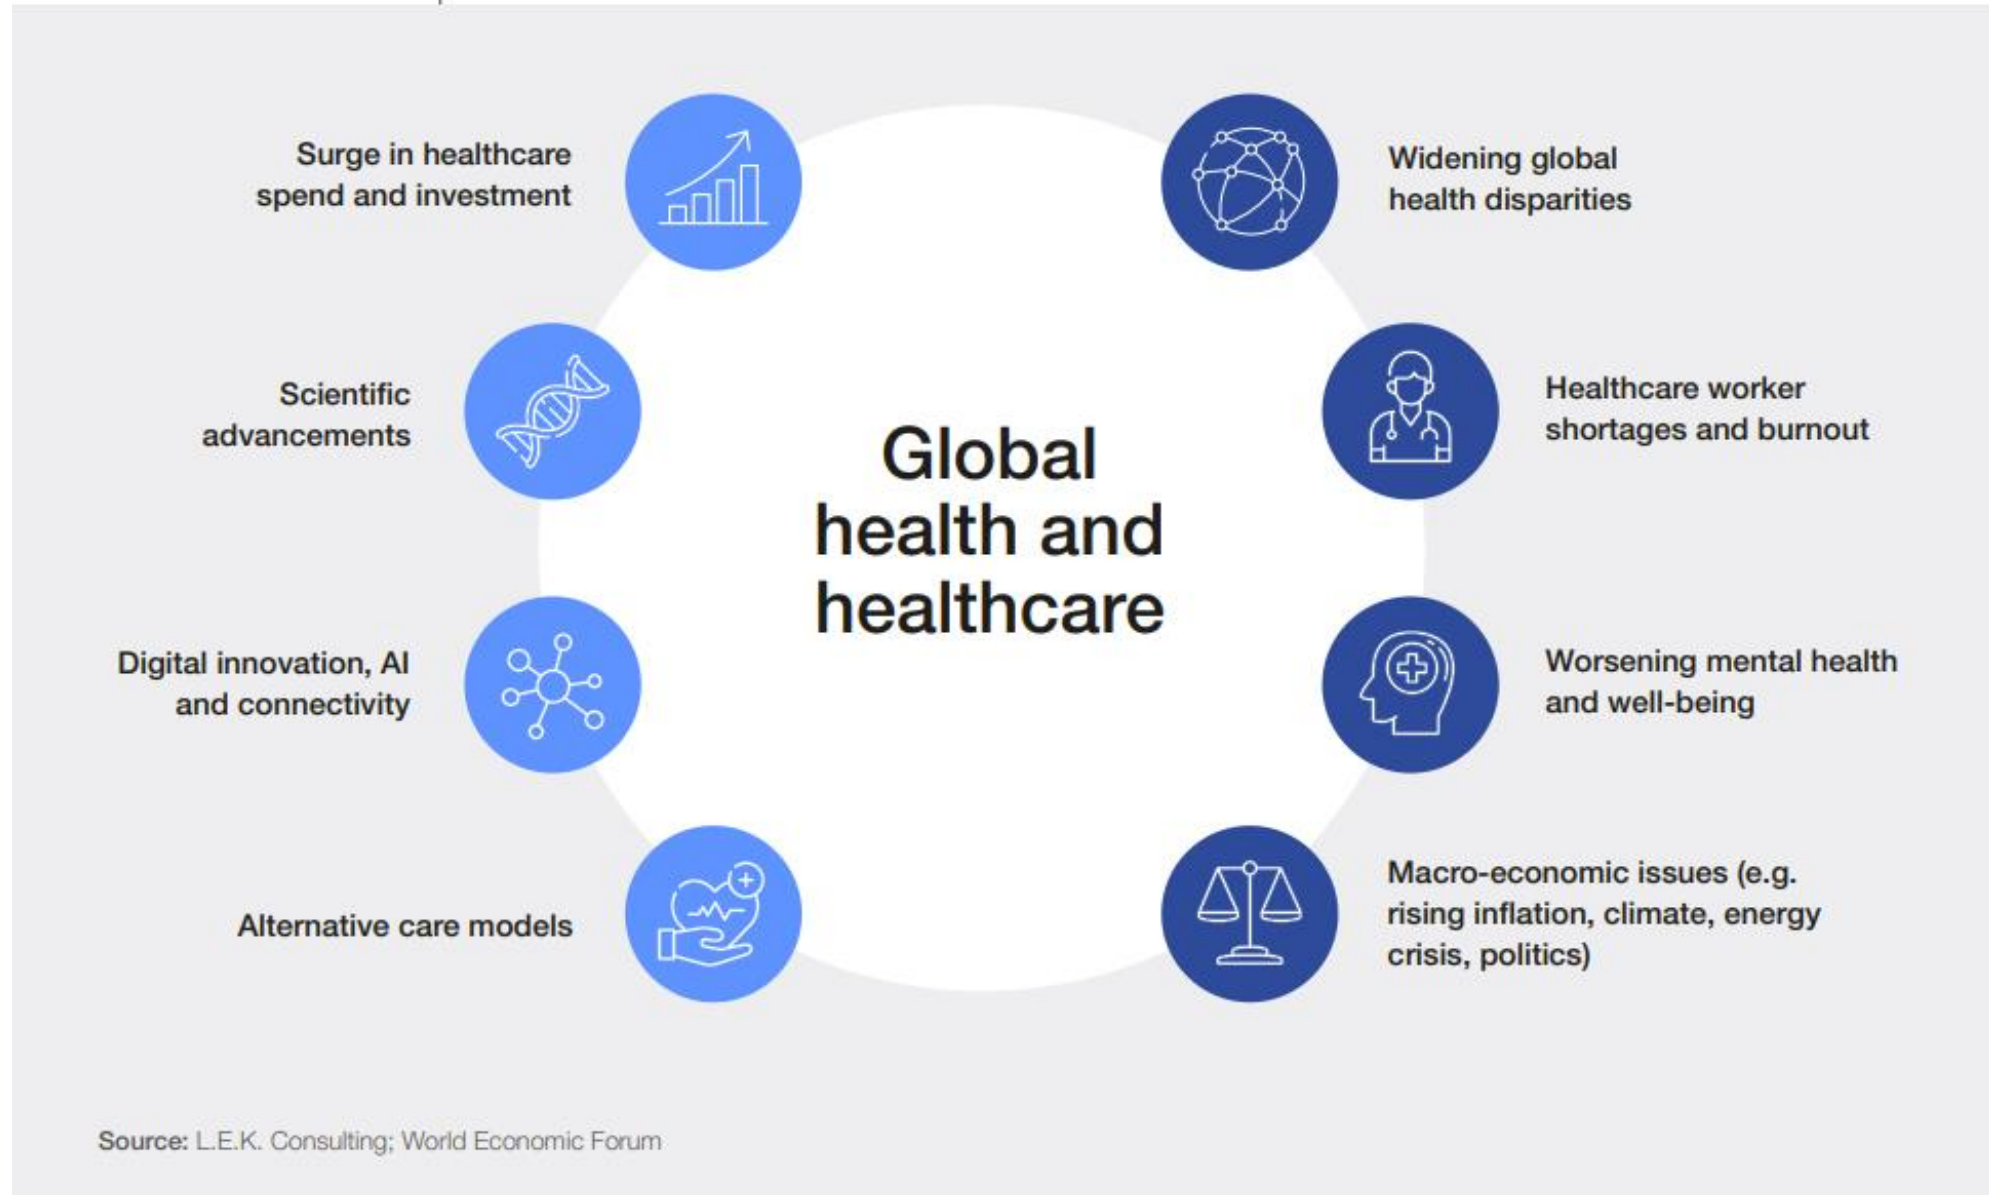 Surge in healthcare
spend and investment
Scientific
advancements
Digital innovation, AI
and connectivity
Alternative care models
Global
health and
healthcare
Widening global
health disparities
Healthcare worker
shortages and burnout
Worsening mental health
and well-being
Macro-economic issues (e.g.
rising inflation, climate, energy
crisis, politics)
Source: L.E.K. Consulting; World Economic Forum